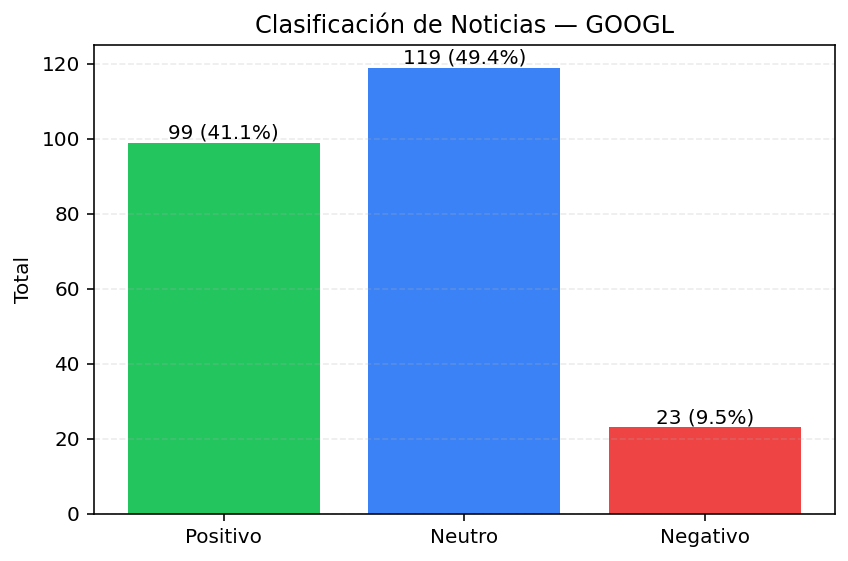 Clasificación de Noticias — GOOGL
Total
120
100
80
60
40
20
0
99 (41.1%)
119 (49.4%)
23 (9.5%)
Positivo
Neutro
Negativo